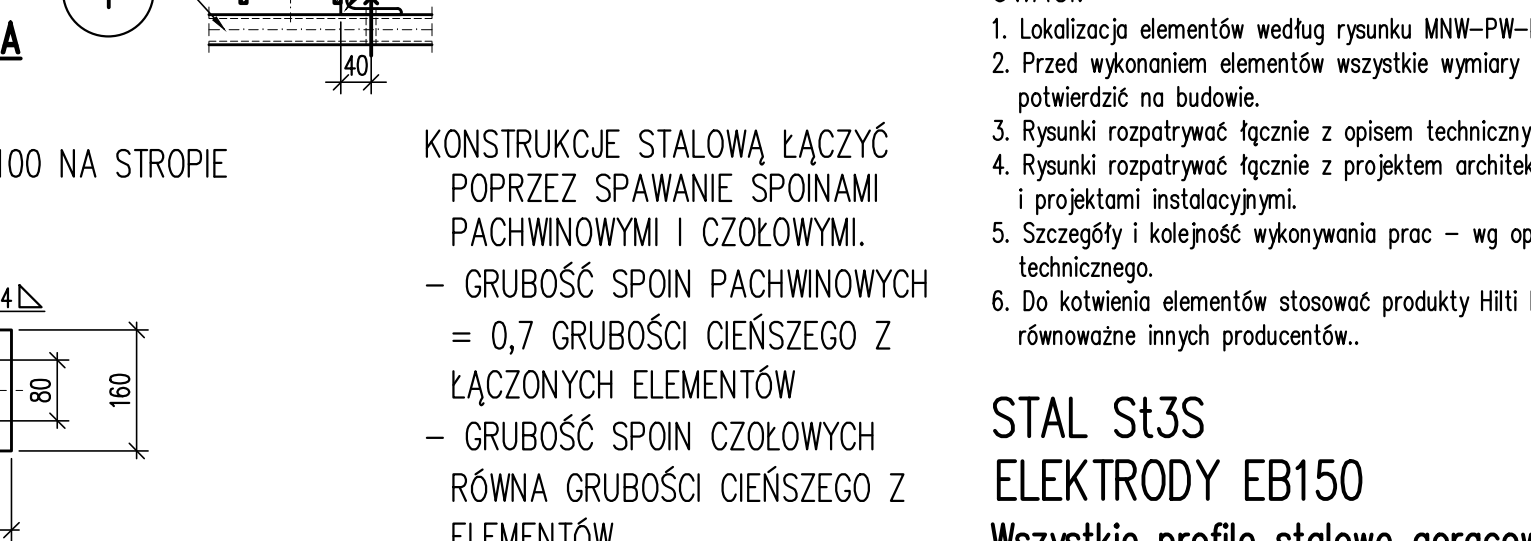 A
40
100 NA STROPIE
4
80
160
KONSTRUKCJE STALOWĄ ŁĄCZYĆ
POPRZEZ SPAWANIE SPOINAMI
PACHWINOWYMI I CZOŁOWYMI.
– GRUBOŚĆ SPOIN PACHWINOWYCH
= 0,7 GRUBOŚCI CIEŃSZEGO Z
ŁĄCZONYCH ELEMENTÓW
– GRUBOŚĆ SPOIN CZOŁOWYCH
RÓWNA GRUBOŚCI CIEŃSZEGO Z
ELEMENTÓW
1. Lokalizacja elementów według rysunku MNW–PW–
2. Przed wykonaniem elementów wszystkie wymiary
potwierdzić na budowie.
3. Rysunki rozpatrywać łącznie z opisem techniczny
4. Rysunki rozpatrywać łącznie z projektem architek
i projektami instalacyjnymi.
5. Szczegóły i kolejność wykonywania prac – wg op
technicznego.
6. Do kotwienia elementów stosować produkty Hilti
równoważne innych producentów..
STAL St3S
ELEKTRODY EB150
Wszystkie profile stalowe gorącow